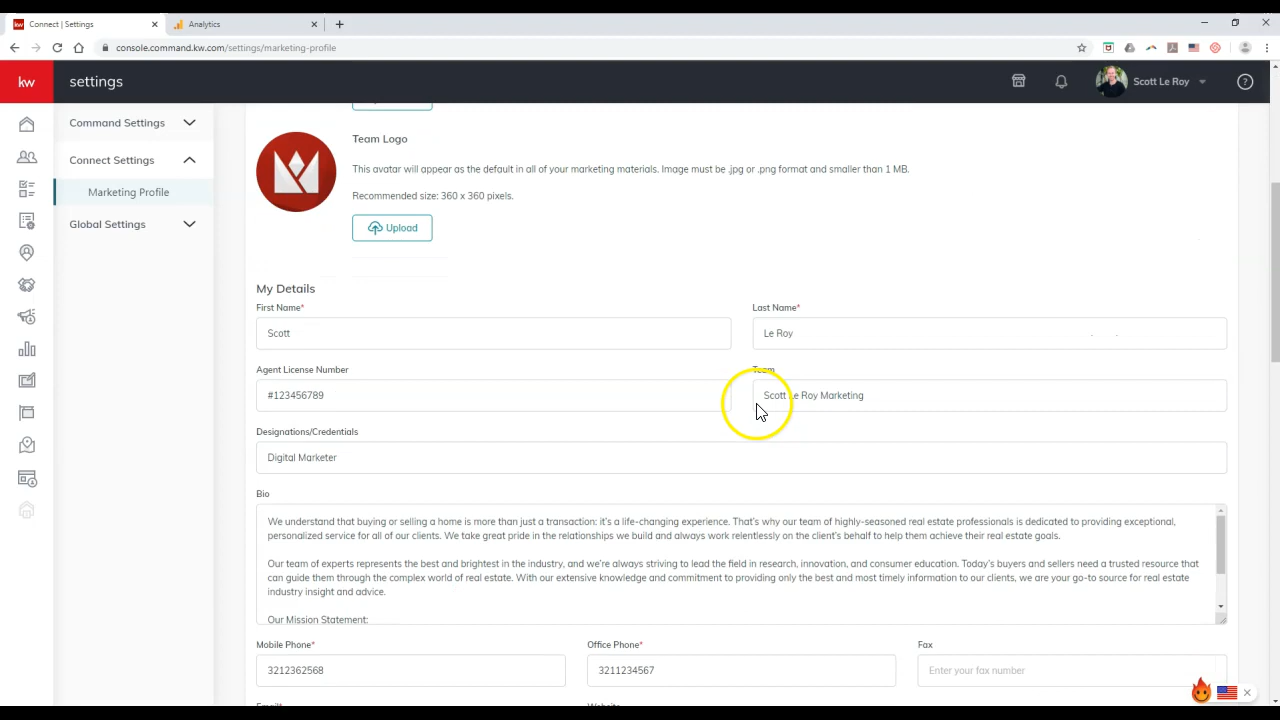 Connect | Settings
Analytics
console.command.kw.com/settings/marketing-profile
kw
settings
Scott Le Roy
Command Settings
Connect Settings
Marketing Profile
Global Settings
Team Logo
This avatar will appear as the default in all of your marketing materials. Image must be .jpg or .png format and smaller than 1 MB.
Recommended size: 360 x 360 pixels.
Upload
My Details
First Name*
Last Name*
Scott
Le Roy
Agent License Number
Team
#123456789
Scott Le Roy Marketing
Designations/Credentials
Digital Marketer
Bio
We understand that buying or selling a home is more than just a transaction: it's a life-changing experience. That's why our team of highly-seasoned real estate professionals is dedicated to providing exceptional,
personalized service for all of our clients. We take great pride in the relationships we build and always work relentlessly on the client's behalf to help them achieve their real estate goals.
Our team of experts represents the best and brightest in the industry, and we're always striving to lead the field in research, innovation, and consumer education. Today's buyers and sellers need a trusted resource that
can guide them through the complex world of real estate. With our extensive knowledge and commitment to providing only the best and most timely information to our clients, we are your go-to source for real estate
industry insight and advice.
Our Mission Statement:
Mobile Phone*
Office Phone*
Fax
3212362568
3211234567
Enter your fax number